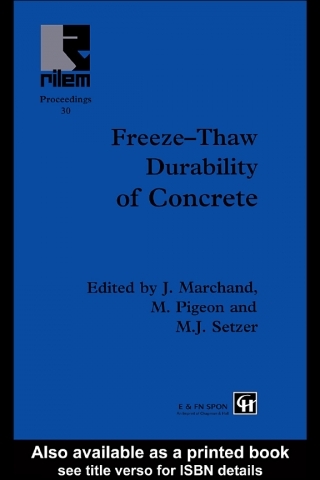 rilem
Proceedings
30
Freeze–Thaw
Durability
of Concrete
Edited by J. Marchand,
M. Pigeon and
M.J. Setzer
E & FN SPON
Also available as a printed book
see title verso for ISBN details